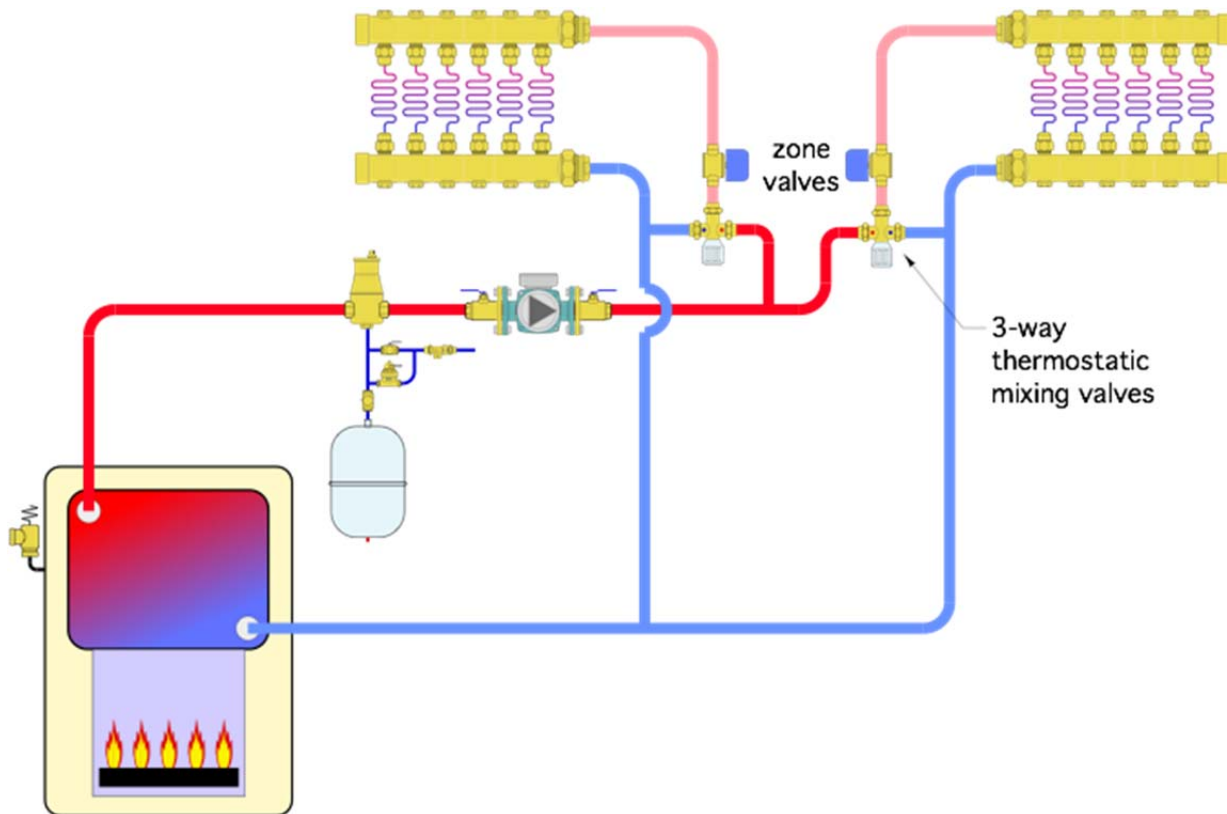 zone
valves
3-way
thermostatic
mixing valves